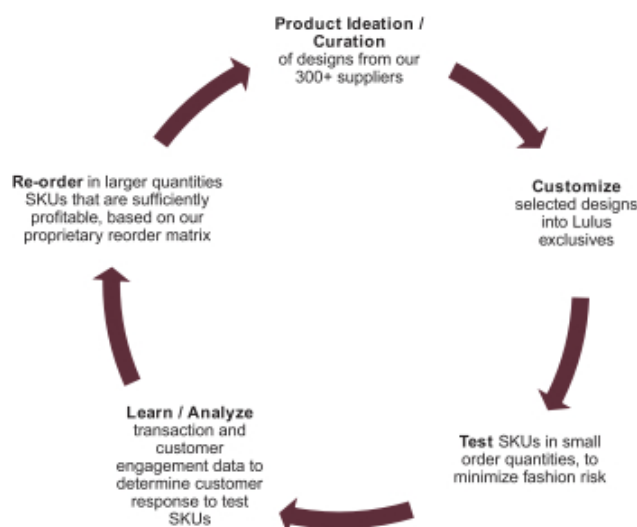 Product Ideation /
Curation
of designs from our
300+ suppliers
Customize
selected designs
into Lulus
exclusives
Test SKUs in small
order quantities, to
minimize fashion risk
Learn / Analyze
transaction and
customer
engagement data to
determine customer
response to test
SKUs
Re-order in larger quantities
SKUs that are sufficiently
profitable, based on our
proprietary reorder matrix